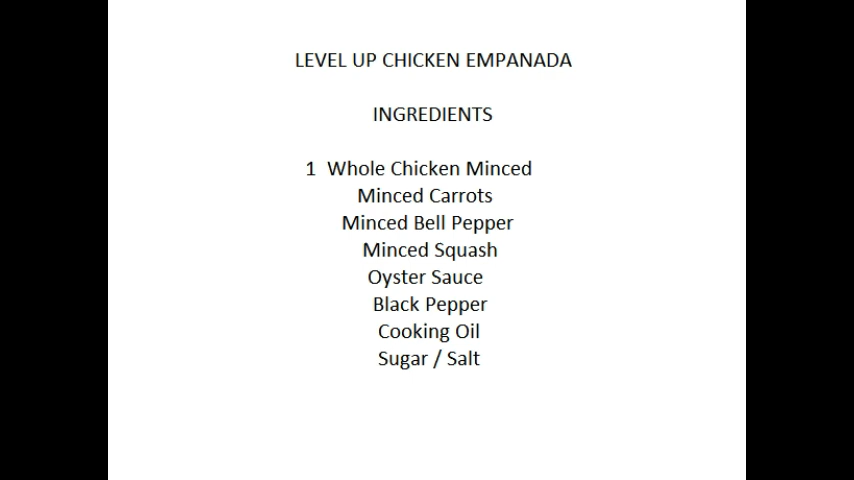 LEVEL UP CHICKEN EMPANADA
INGREDIENTS
1 Whole Chicken Minced
Minced Carrots
Minced Bell Pepper
Minced Squash
Oyster Sauce
Black Pepper
Cooking Oil
Sugar / Salt